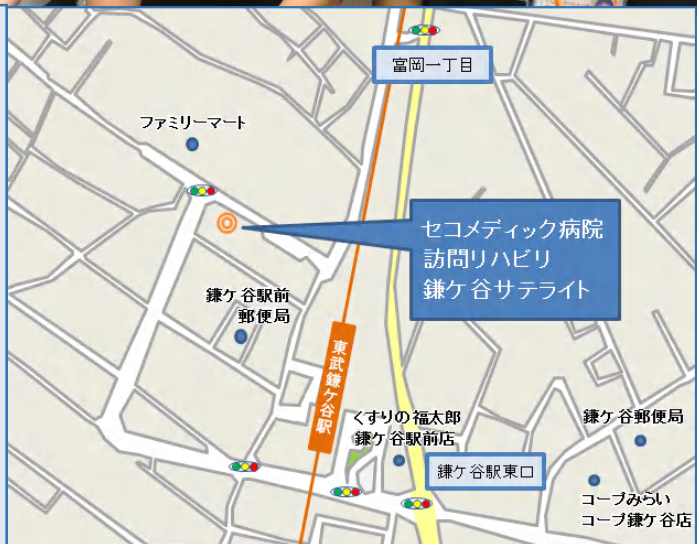 富岡一丁目
ファミリーマート
セコメディック病院
訪問リハビリ
鎌ケ谷サテライト
鎌ケ谷駅前
郵便局
東武鎌ケ谷駅
くすりの福太郎
鎌ケ谷駅前店
鎌ケ谷郵便局
鎌ケ谷駅東口
コープみらい
コープ鎌ケ谷店